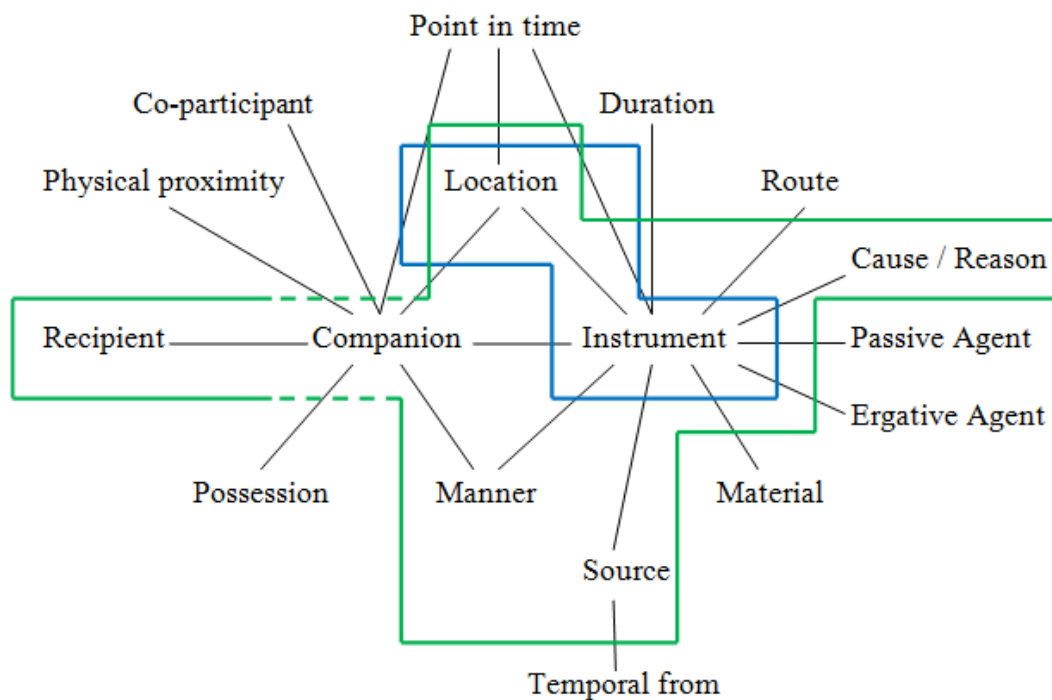 Point in time
Co-participant
Duration
Physical proximity
Location
Route
Cause / Reason
Recipient
Companion
Instrument
Passive Agent
Ergative Agent
Possession
Manner
Material
Source
Temporal from